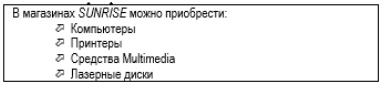 В магазинах SUNRISE можно приобрести:
⬀ Компьютеры
⬀ Принтеры
⬀ Средства Multimedia
⬀ Лазерные диски